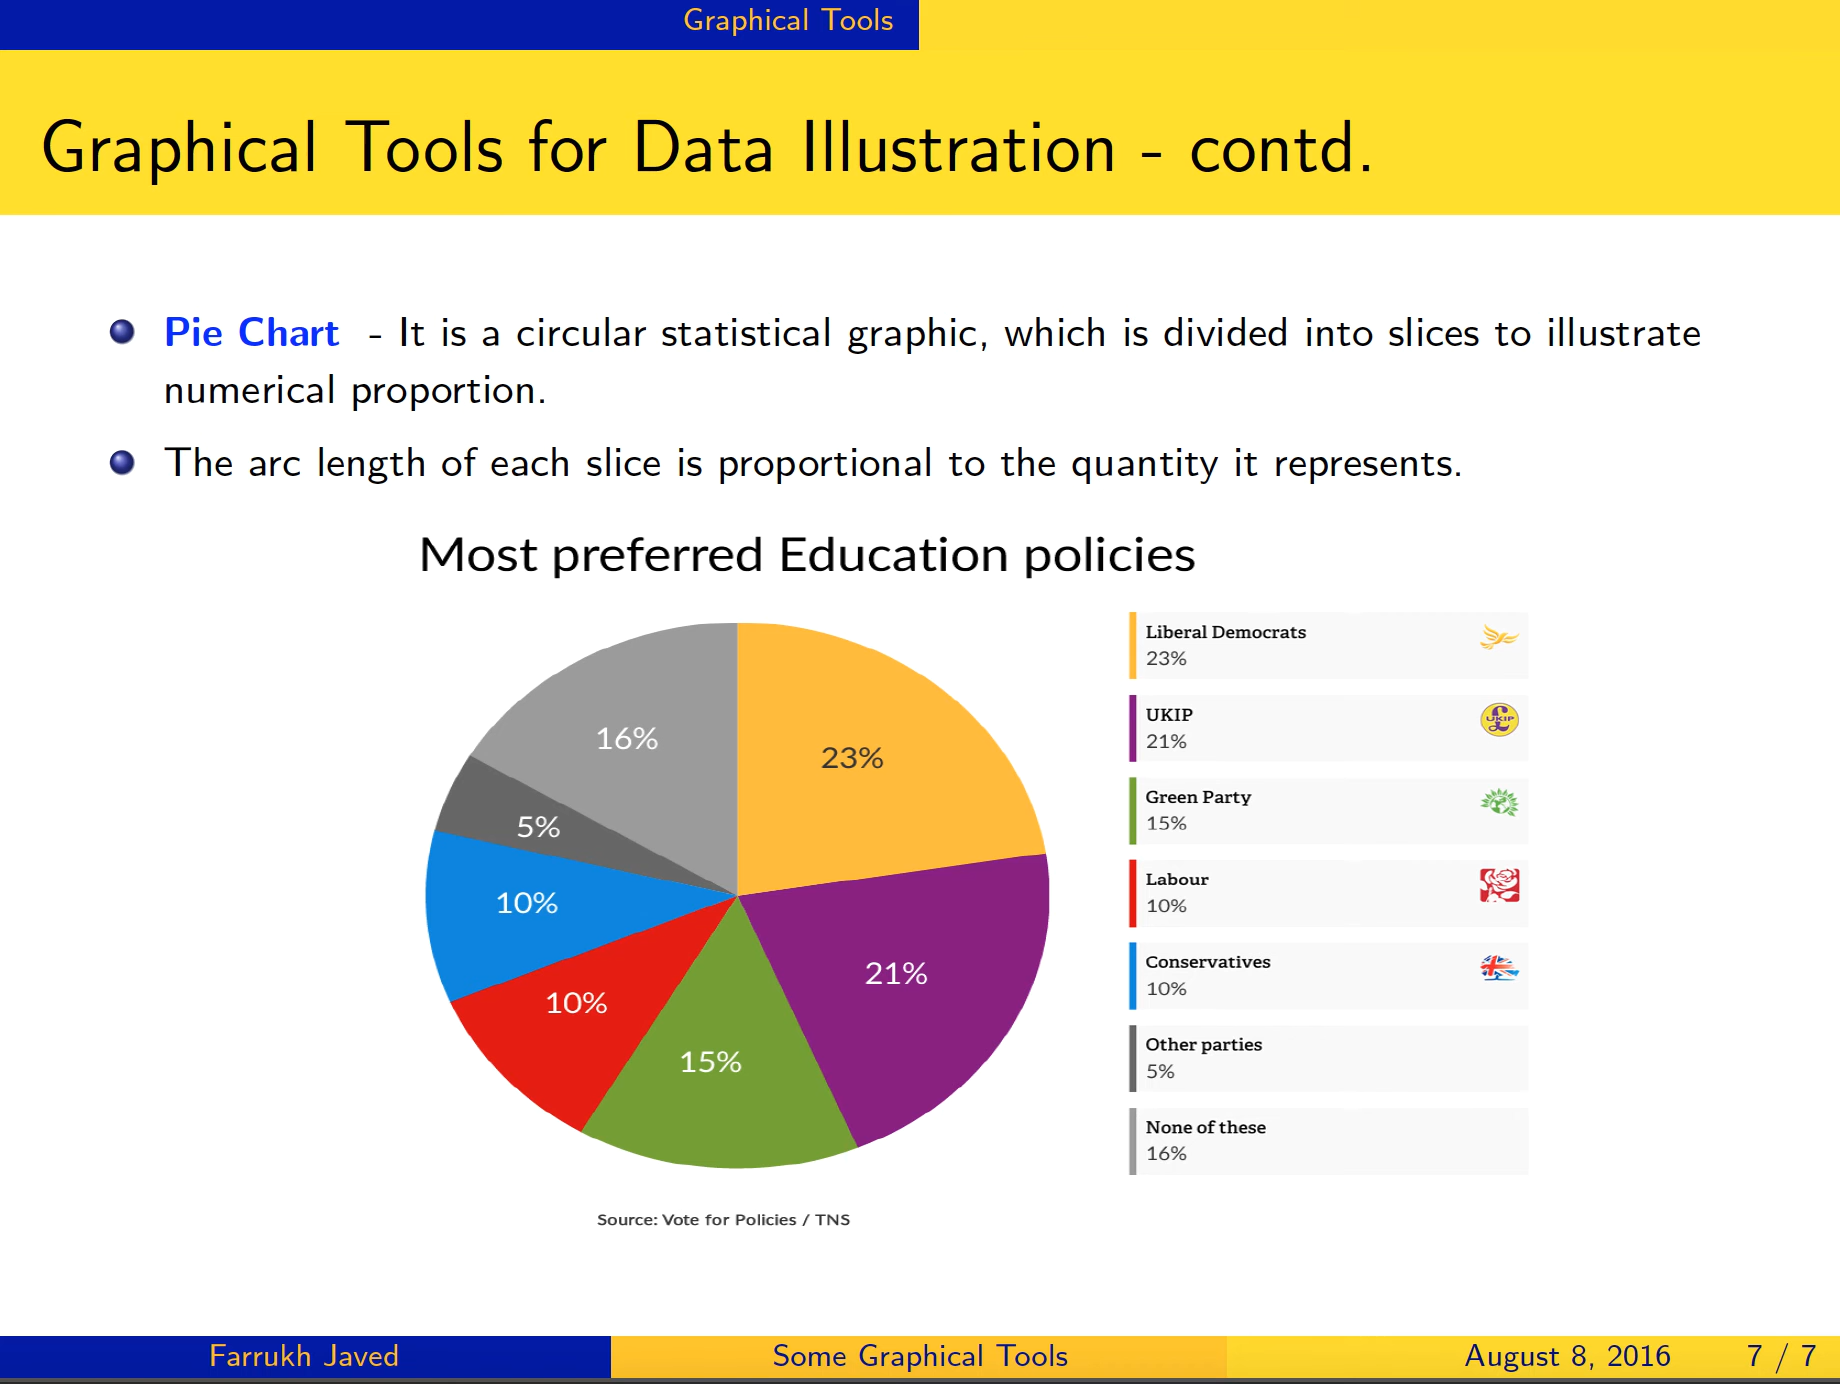 Graphical Tools
Graphical Tools for Data Illustration - contd.
Pie Chart - It is a circular statistical graphic, which is divided into slices to illustrate
numerical proportion.
The arc length of each slice is proportional to the quantity it represents.
Most preferred Education policies
16%
23%
5%
10%
21%
10%
15%
Liberal Democrats
23%
UKIP
21%
UKIP
Green Party
15%
Labour
10%
Conservatives
10%
Other parties
5%
None of these
16%
Source: Vote for Policies / TNS
Farrukh Javed
Some Graphical Tools
August 8, 2016
7 / 7